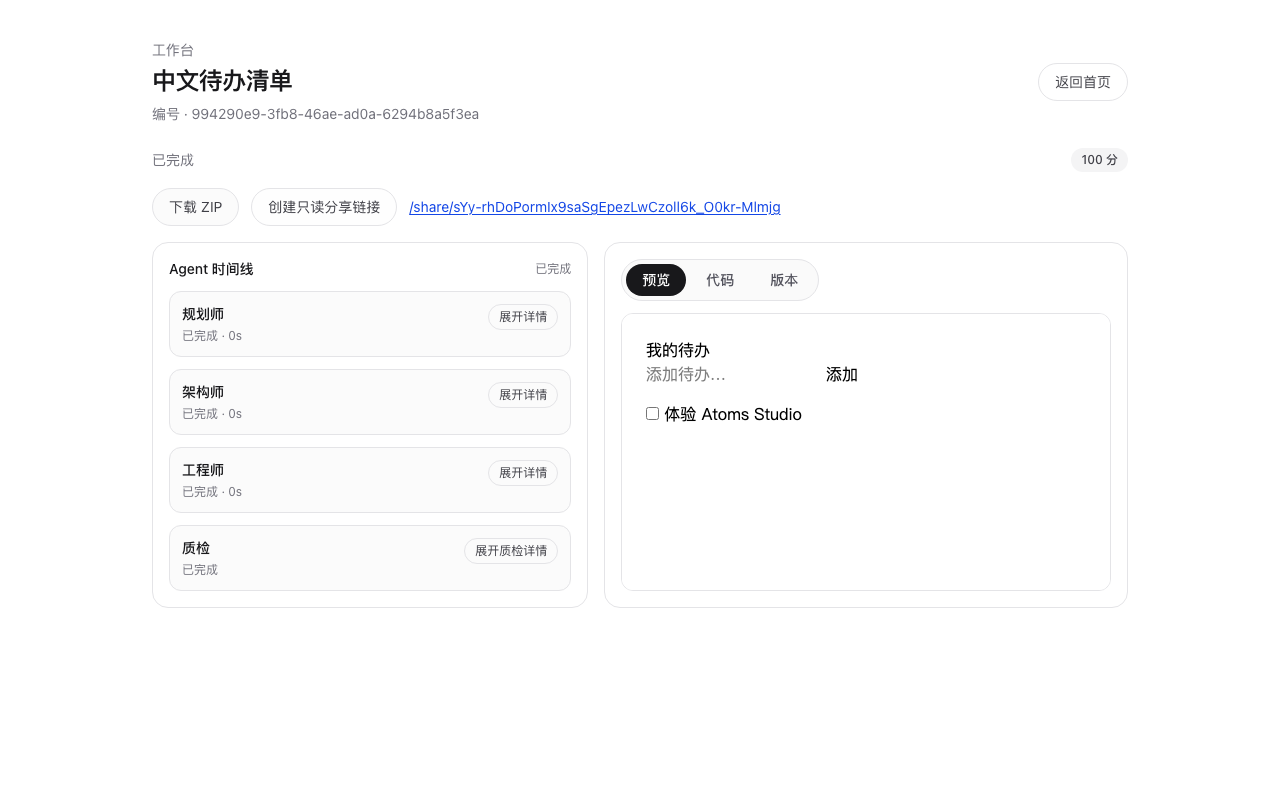 工作台
中文待办清单
返回首页
编号 · 994290e9-3fb8-46ae-ad0a-6294b8a5f3ea
已完成
100 分
下载 ZIP
创建只读分享链接
/share/sYy-rhDoPormlx9saSgEpezLwCzolI6k_O0kr-MImjg
Agent 时间线
已完成
规划师
已完成 · 0s
展开详情
架构师
已完成 · 0s
展开详情
工程师
已完成 · 0s
展开详情
质检
已完成
展开质检详情
预览
代码
版本
我的待办
添加待办…
添加
体验 Atoms Studio